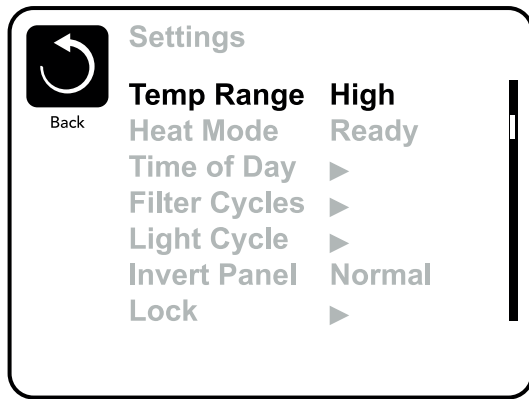 Settings
Back
Temp Range High
Heat Mode Ready
Time of Day ▶
Filter Cycles ▶
Light Cycle ▶
Invert Panel Normal
Lock ▶